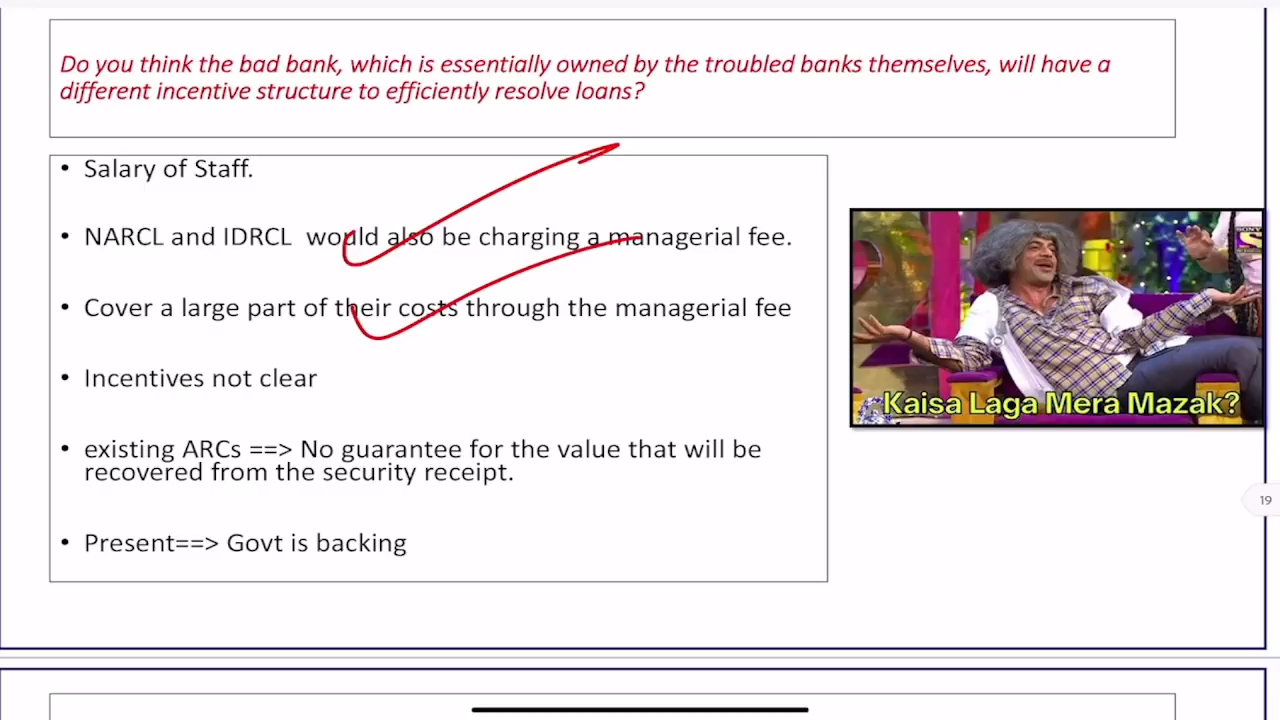 Do you think the bad bank, which is essentially owned by the troubled banks themselves, will have a
different incentive structure to efficiently resolve loans?
• Salary of Staff.
• NARCL and IDRCL would also be charging a managerial fee.
• Cover a large part of their costs through the managerial fee
• Incentives not clear
• existing ARCs ==> No guarantee for the value that will be
recovered from the security receipt.
• Present==> Govt is backing
SONY
Kaisa Laga Mera Mazak?
19